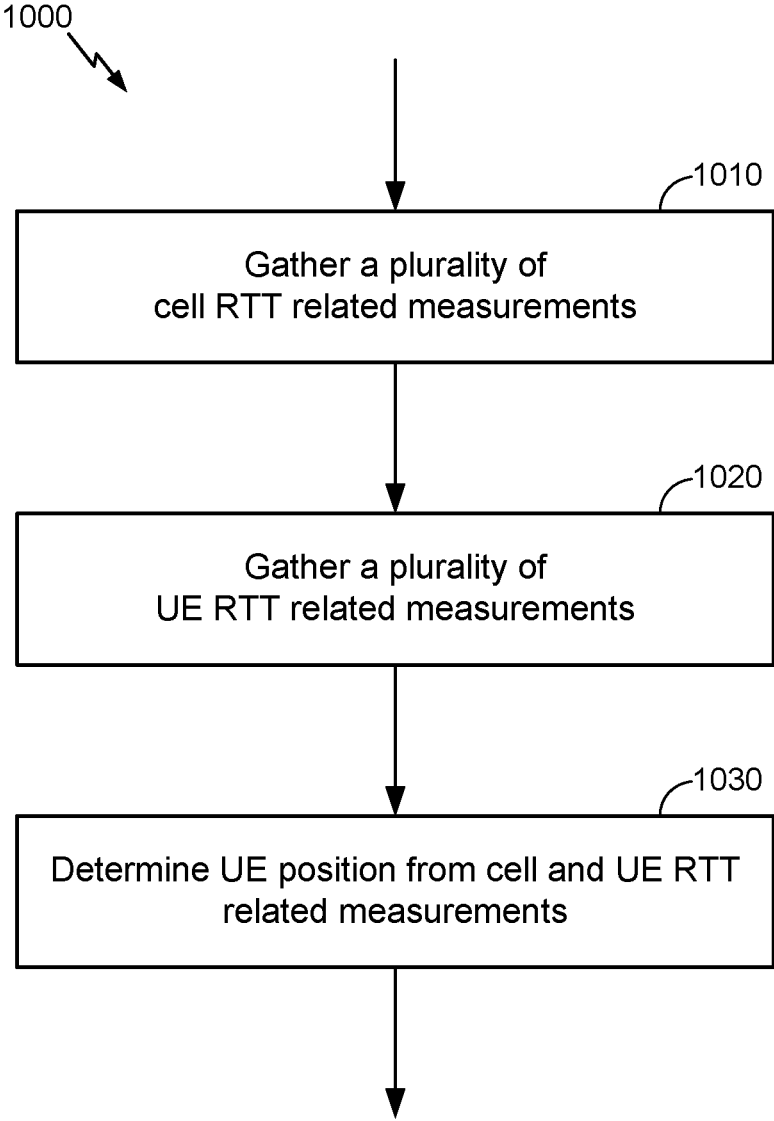 1000
1010
Gather a plurality of
cell RTT related measurements
1020
Gather a plurality of
UE RTT related measurements
1030
Determine UE position from cell and UE RTT
related measurements